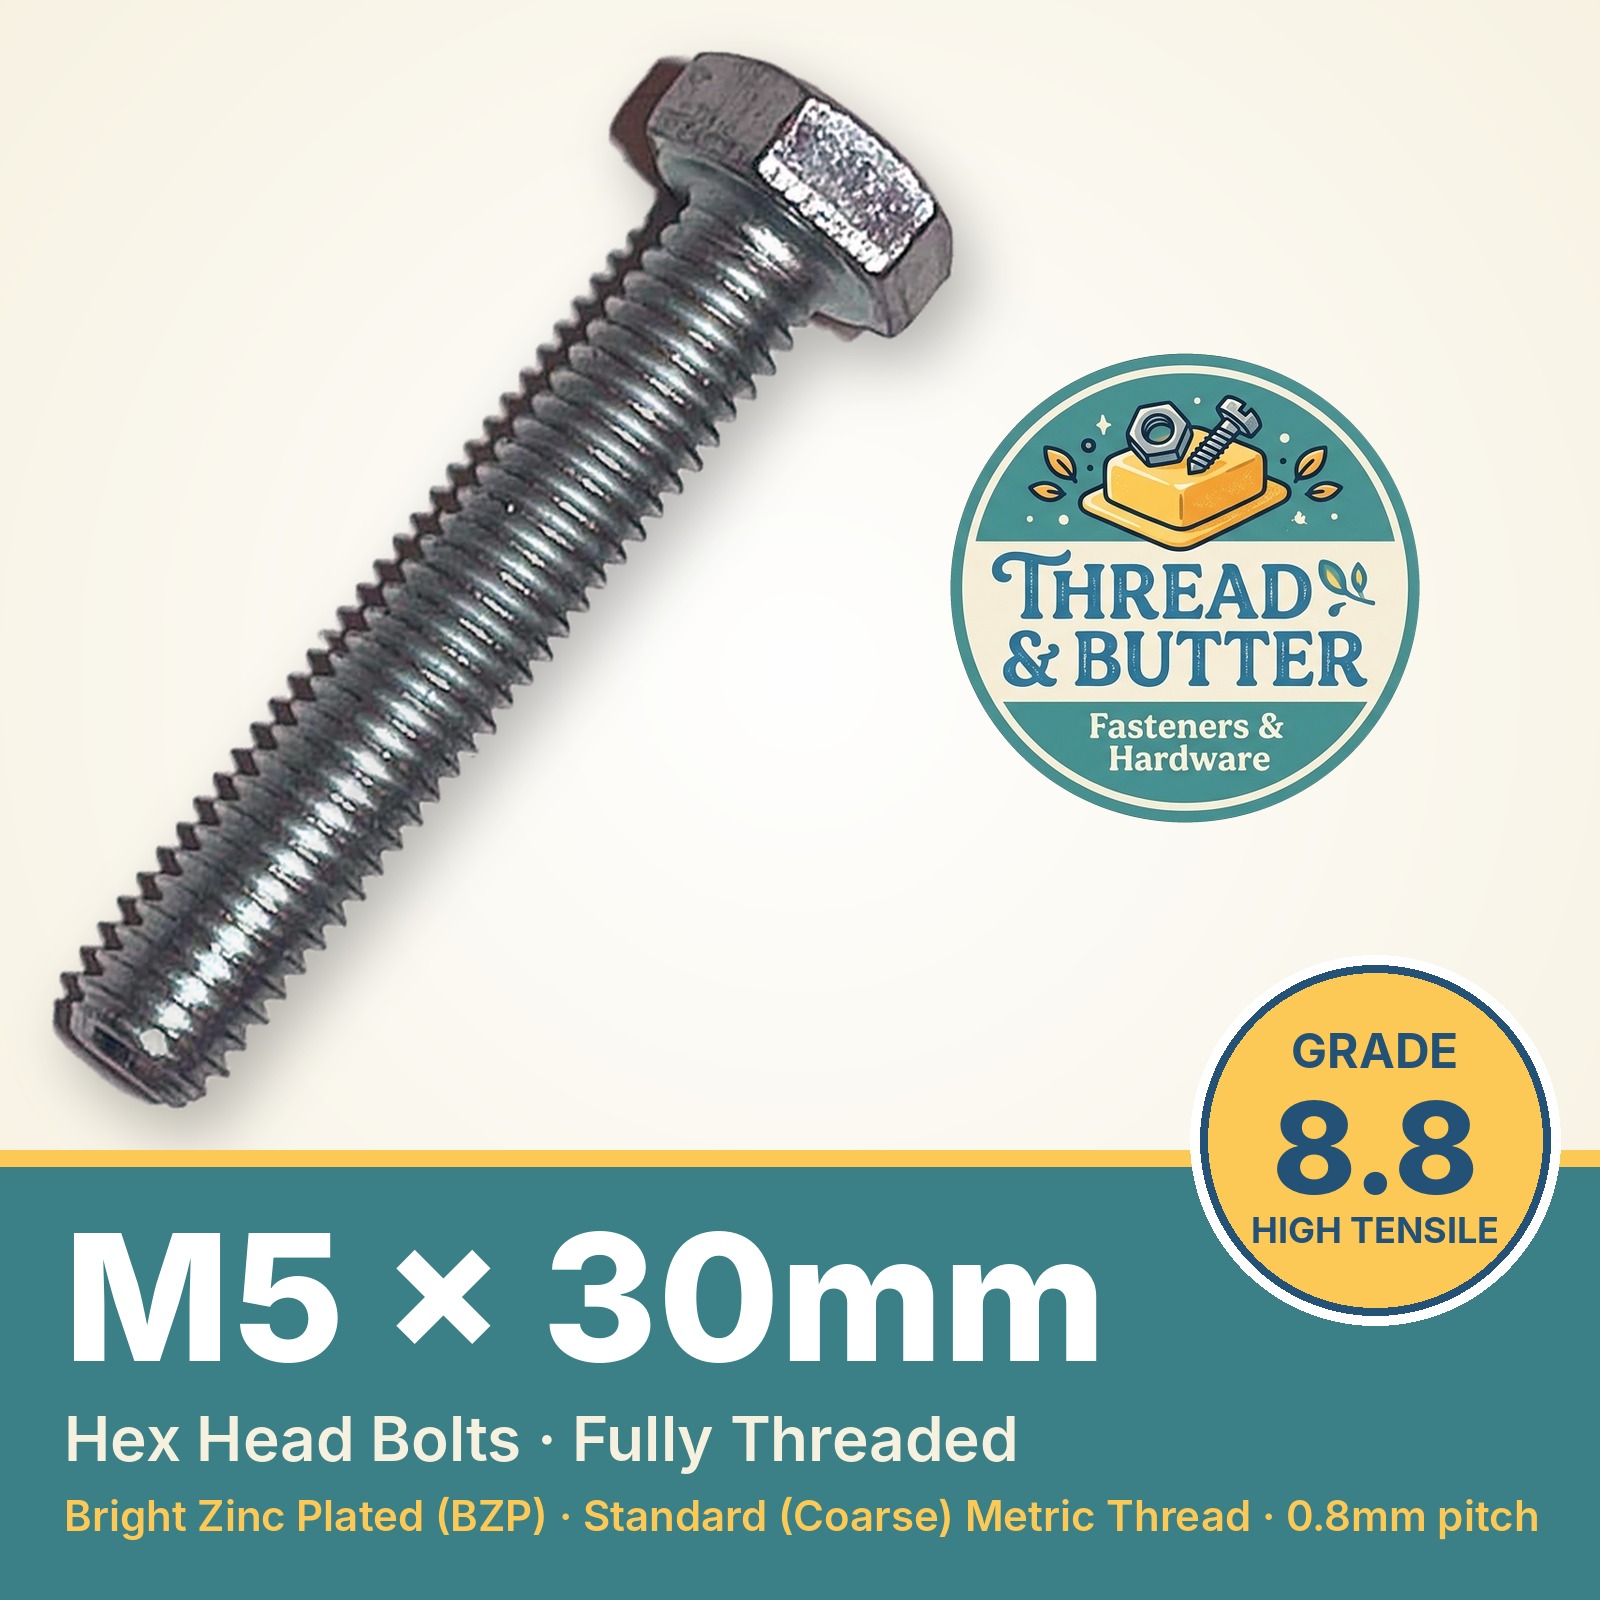 THREAD
& BUTTER
Fasteners &
Hardware
GRADE
8.8
HIGH TENSILE
M5 × 30mm
Hex Head Bolts · Fully Threaded
Bright Zinc Plated (BZP) · Standard (Coarse) Metric Thread · 0.8mm pitch